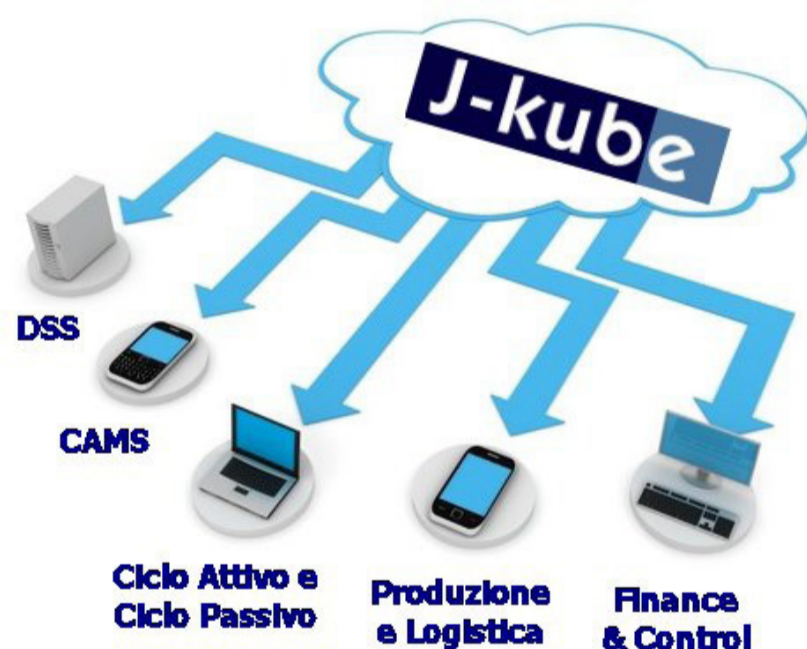 J-kube
DSS
CAMS
Ciclo Attivo e
Ciclo Passivo
Produzione
e Logistica
Finance
& Control